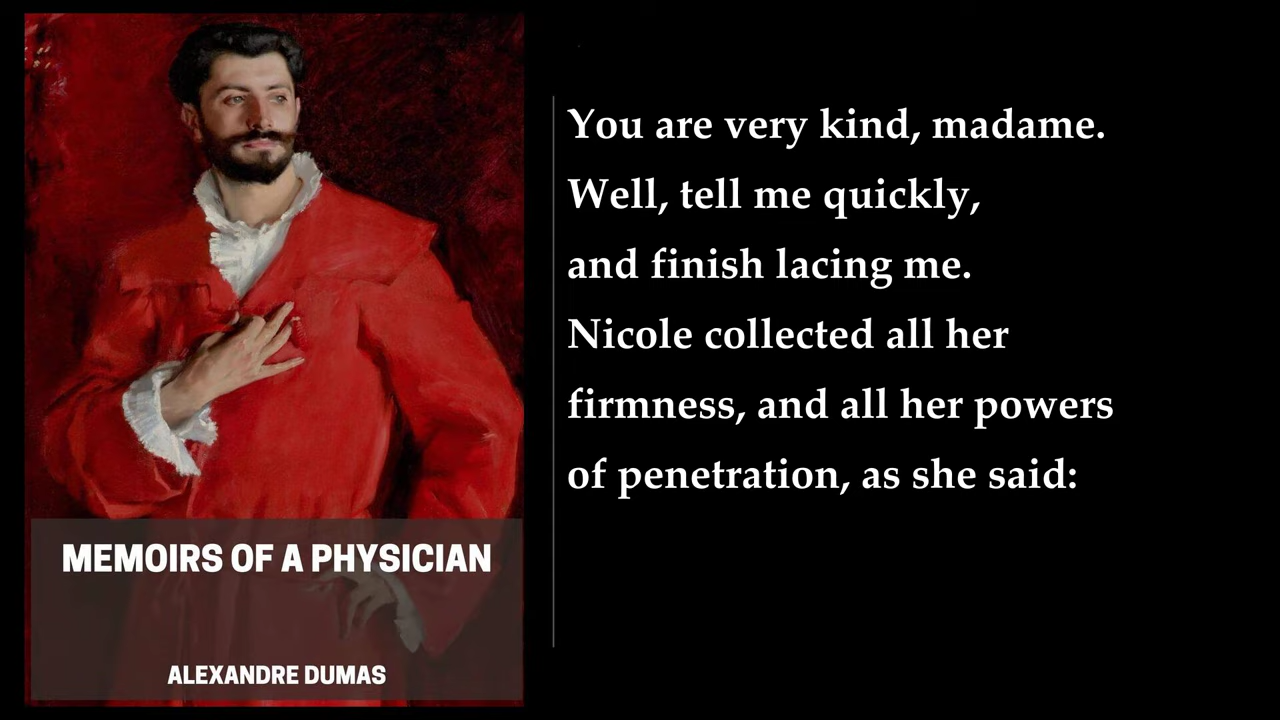 You are very kind, madame.
Well, tell me quickly,
and finish lacing me.
Nicole collected all her
firmness, and all her powers
of penetration, as she said:
MEMOIRS OF A PHYSICIAN
ALEXANDRE DUMAS